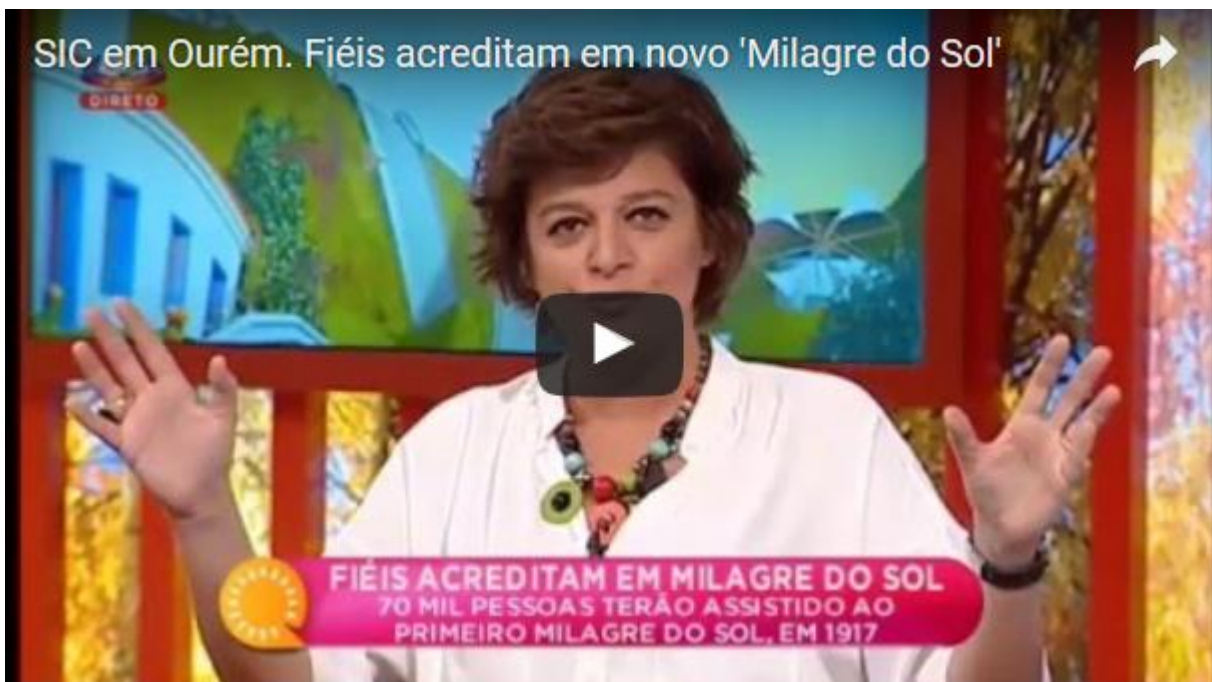 SIC em Ourém. Fiéis acreditam em novo 'Milagre do Sol'
DIRETO
FIÉIS ACREDITAM EM MILAGRE DO SOL
70 MIL PESSOAS TERÃO ASSISTIDO AO
PRIMEIRO MILAGRE DO SOL, EM 1917